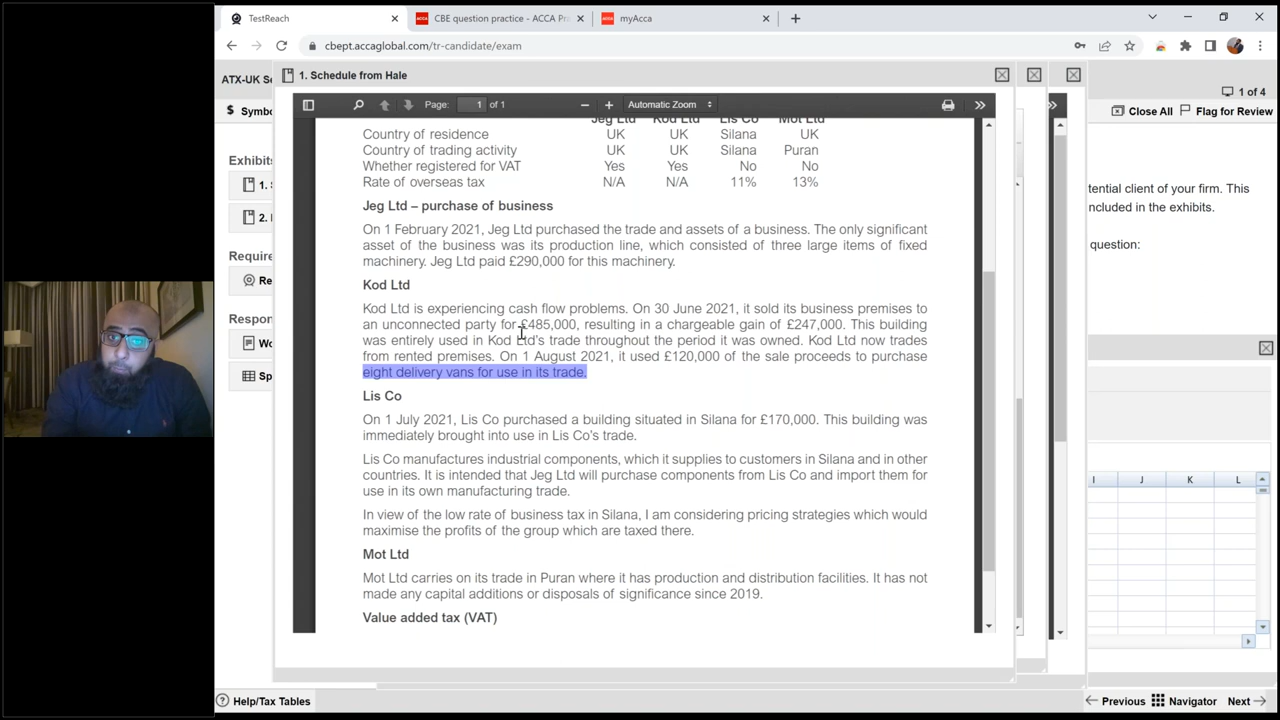 TestReach
CBE question practice - ACCA Pr
myAcca
cbept.accaglobal.com/tr-candidate/exam
ATX-UK Se
1. Schedule from Hale
1 of 4
$ Symbo
Page: 1 of 1
Automatic Zoom
Close All
Flag for Review
Jeg Ltd Kod Ltd Lis Co Mot Ltd
Country of residence UK UK Silana UK
Country of trading activity UK UK Silana Puran
Whether registered for VAT Yes Yes No No
Rate of overseas tax N/A N/A 11% 13%
Exhibits
1. S
2. I
Require
Re
Respon
Wo
Sp
tential client of your firm. This
ncluded in the exhibits.
question:
Jeg Ltd – purchase of business
On 1 February 2021, Jeg Ltd purchased the trade and assets of a business. The only significant
asset of the business was its production line, which consisted of three large items of fixed
machinery. Jeg Ltd paid £290,000 for this machinery.
Kod Ltd
Kod Ltd is experiencing cash flow problems. On 30 June 2021, it sold its business premises to
an unconnected party for £485,000, resulting in a chargeable gain of £247,000. This building
was entirely used in Kod Ltd's trade throughout the period it was owned. Kod Ltd now trades
from rented premises. On 1 August 2021, it used £120,000 of the sale proceeds to purchase
eight delivery vans for use in its trade.
Lis Co
On 1 July 2021, Lis Co purchased a building situated in Silana for £170,000. This building was
immediately brought into use in Lis Co's trade.
Lis Co manufactures industrial components, which it supplies to customers in Silana and in other
countries. It is intended that Jeg Ltd will purchase components from Lis Co and import them for
use in its own manufacturing trade.
In view of the low rate of business tax in Silana, I am considering pricing strategies which would
maximise the profits of the group which are taxed there.
Mot Ltd
Mot Ltd carries on its trade in Puran where it has production and distribution facilities. It has not
made any capital additions or disposals of significance since 2019.
Value added tax (VAT)
I J K L
Help/Tax Tables
Previous
Navigator
Next